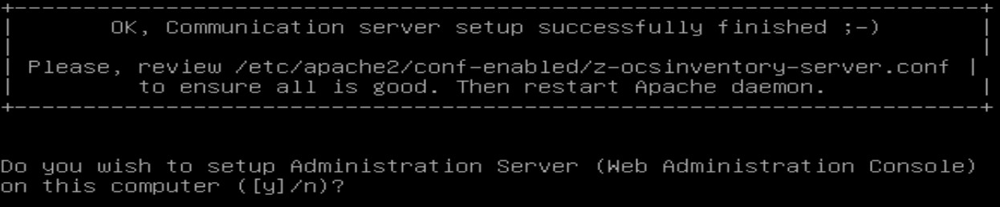 +----------------------------------------------------------------------+
| OK, Communication server setup successfully finished ;-) |
| |
| Please, review /etc/apache2/conf-enabled/z-ocsinventory-server.conf |
| to ensure all is good. Then restart Apache daemon. |
+----------------------------------------------------------------------+
Do you wish to setup Administration Server (Web Administration Console)
on this computer ([y]/n)?